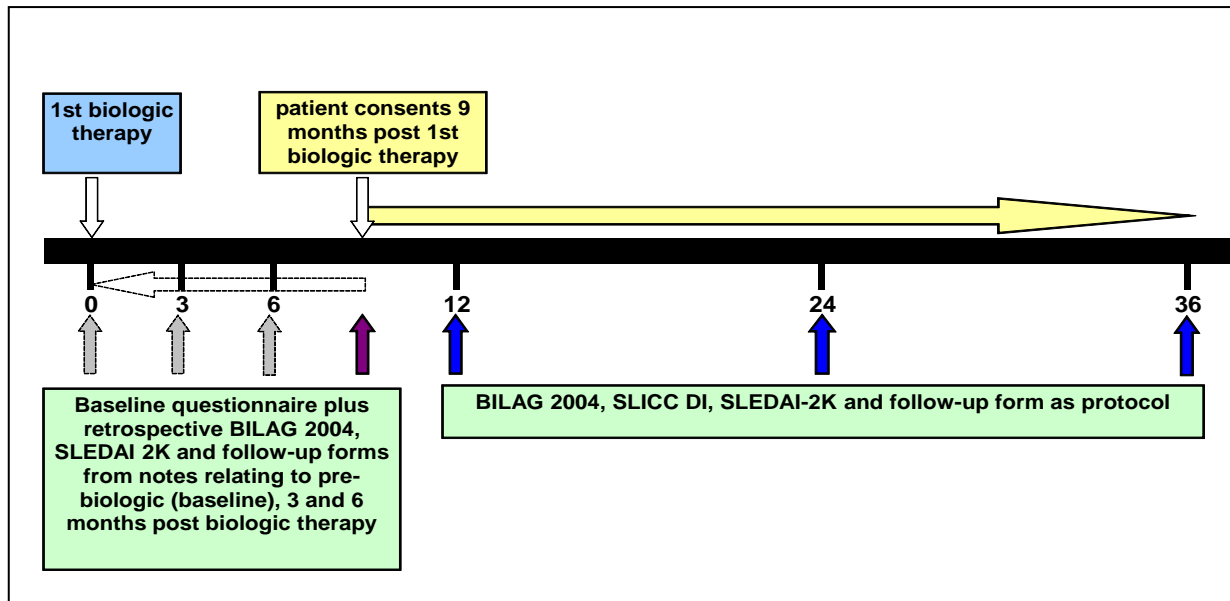 1st biologic
therapy
patient consents 9
months post 1st
biologic therapy
0
3
6
12
24
36
Baseline questionnaire plus
retrospective BILAG 2004,
SLEDAI 2K and follow-up forms
from notes relating to pre-
biologic (baseline), 3 and 6
months post biologic therapy
BILAG 2004, SLICC DI, SLEDAI-2K and follow-up form as protocol